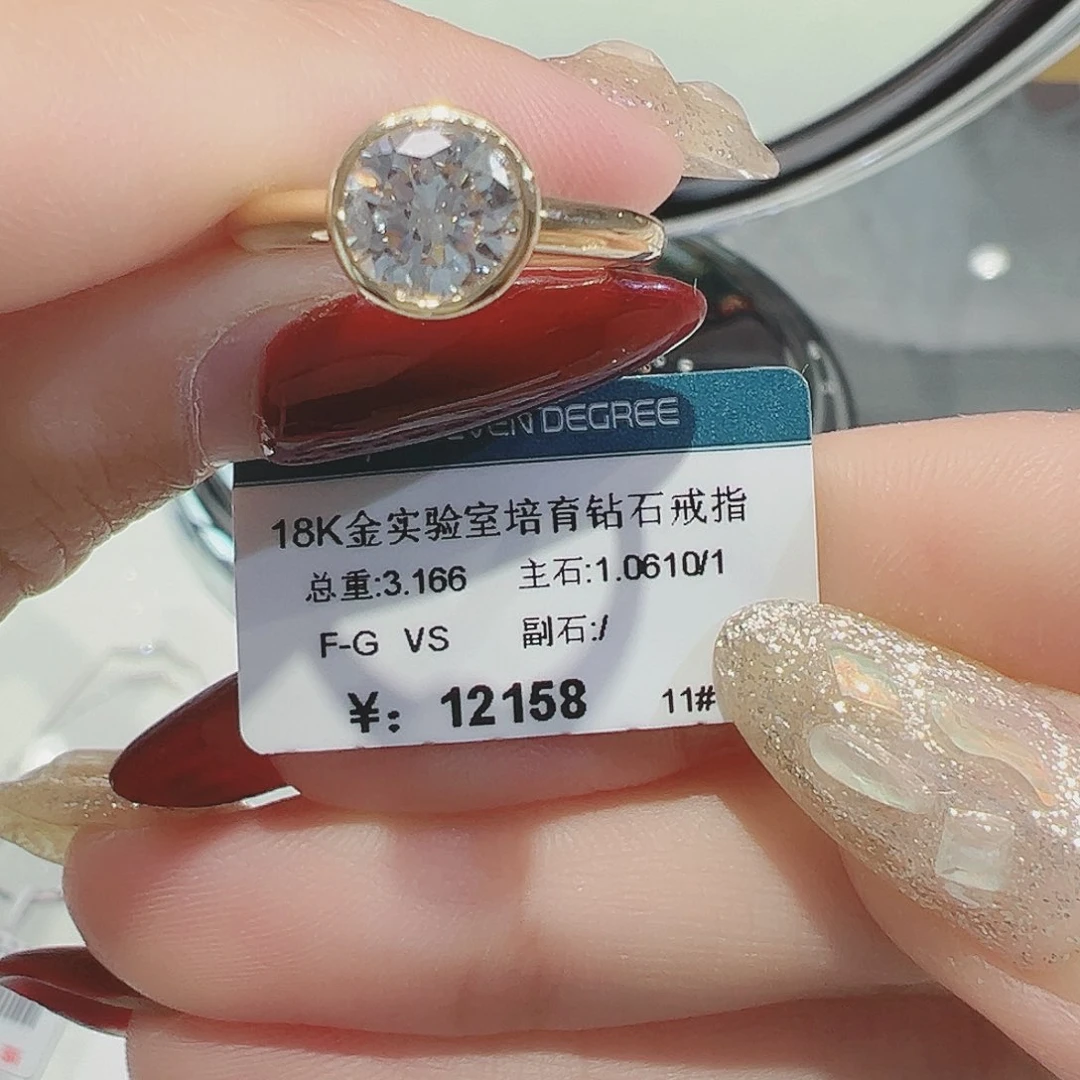 DEGREE
18K金实验室培育钻石戒指
总重:3.166 主石:1.0610/1
F-G VS 副石:/
¥: 12158 11#